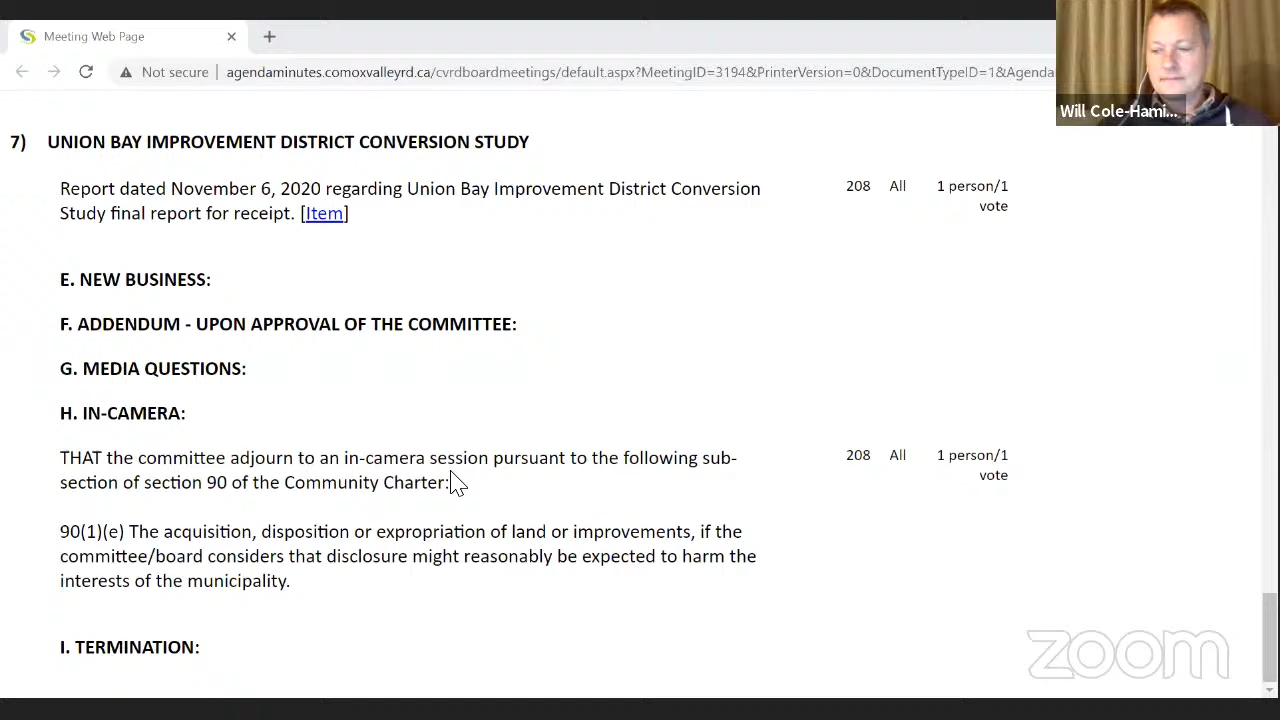 Meeting Web Page
Not secure
agendaminutes.comoxvalleyrd.ca/cvrdboardmeetings/default.aspx?MeetingID=3194&PrinterVersion=0&DocumentTypeID=1&Agenda
Will Cole-Hami...
7) UNION BAY IMPROVEMENT DISTRICT CONVERSION STUDY
Report dated November 6, 2020 regarding Union Bay Improvement District Conversion 208 All 1 person/1
Study final report for receipt. [Item] vote
E. NEW BUSINESS:
F. ADDENDUM - UPON APPROVAL OF THE COMMITTEE:
G. MEDIA QUESTIONS:
H. IN-CAMERA:
THAT the committee adjourn to an in-camera session pursuant to the following sub- 208 All 1 person/1
section of section 90 of the Community Charter: vote
90(1)(e) The acquisition, disposition or expropriation of land or improvements, if the
committee/board considers that disclosure might reasonably be expected to harm the
interests of the municipality.
I. TERMINATION:
zoom